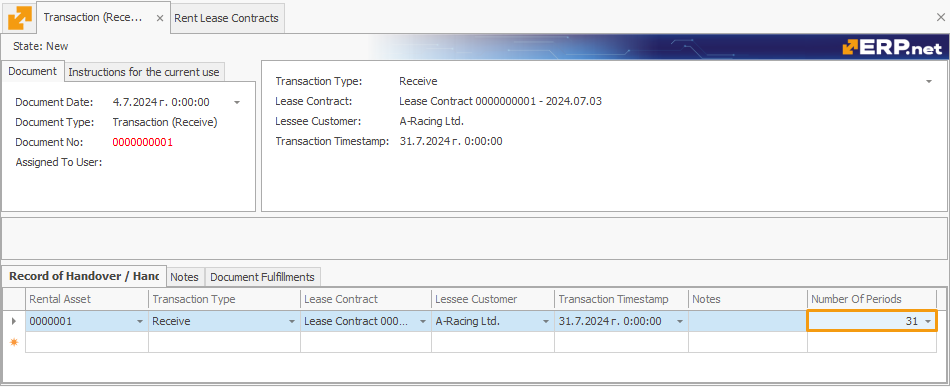 Transaction (Rece... × Rent Lease Contracts
State: New
ERP.net
Document Instructions for the current use
Document Date: 4.7.2024 г. 0:00:00
Document Type: Transaction (Receive)
Document No: 0000000001
Assigned To User:
Transaction Type: Receive
Lease Contract: Lease Contract 0000000001 - 2024.07.03
Lessee Customer: A-Racing Ltd.
Transaction Timestamp: 31.7.2024 г. 0:00:00
Record of Handover / Hand Notes Document Fulfillments
Rental Asset Transaction Type Lease Contract Lessee Customer Transaction Timestamp Notes Number Of Periods
0000001 Receive Lease Contract 000... A-Racing Ltd. 31.7.2024 г. 0:00:00 31